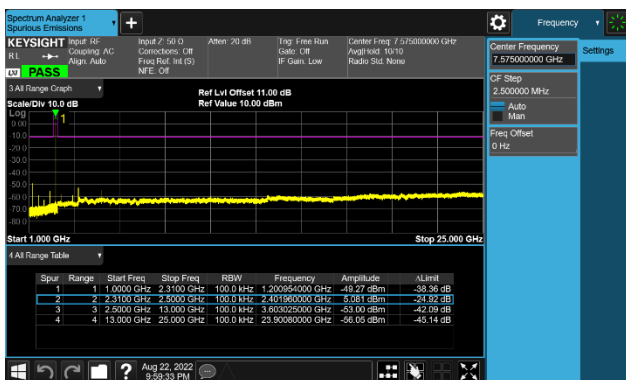 Spectrum Analyzer 1
Spurious Emissions
Frequency
KEYSIGHT Input: RF
Coupling: AC
Align: Auto
Input Z: 50 Ω
Corrections: Off
Freq Ref: Int (S)
NFE: Off
Atten: 20 dB
Trig: Free Run
Gate: Off
IF Gain: Low
Center Freq: 7.575000000 GHz
Avg|Hold: 10/10
Radio Std: None
RL
LXI PASS
Center Frequency
7.575000000 GHz
Settings
CF Step
2.500000 MHz
Auto
Man
Freq Offset
0 Hz
3 All Range Graph
Scale/Div 10.0 dB
Ref Lvl Offset 11.00 dB
Ref Value 10.00 dBm
Log
1
0.00
-10.0
-20.0
-30.0
-40.0
-50.0
-60.0
-70.0
-80.0
Start 1.000 GHz
Stop 25.000 GHz
4 All Range Table
Spur Range Start Freq Stop Freq RBW Frequency Amplitude ΔLimit
1 1 1.0000 GHz 2.3100 GHz 100.0 kHz 1.200954000 GHz -49.27 dBm -38.36 dB
2 2 2.3100 GHz 2.5000 GHz 100.0 kHz 2.401960000 GHz 5.081 dBm -24.92 dB
3 3 2.5000 GHz 13.000 GHz 100.0 kHz 3.603025000 GHz -53.00 dBm -42.09 dB
4 4 13.000 GHz 25.000 GHz 100.0 kHz 23.90080000 GHz -56.05 dBm -45.14 dB
?
Aug 22, 2022
9:59:33 PM